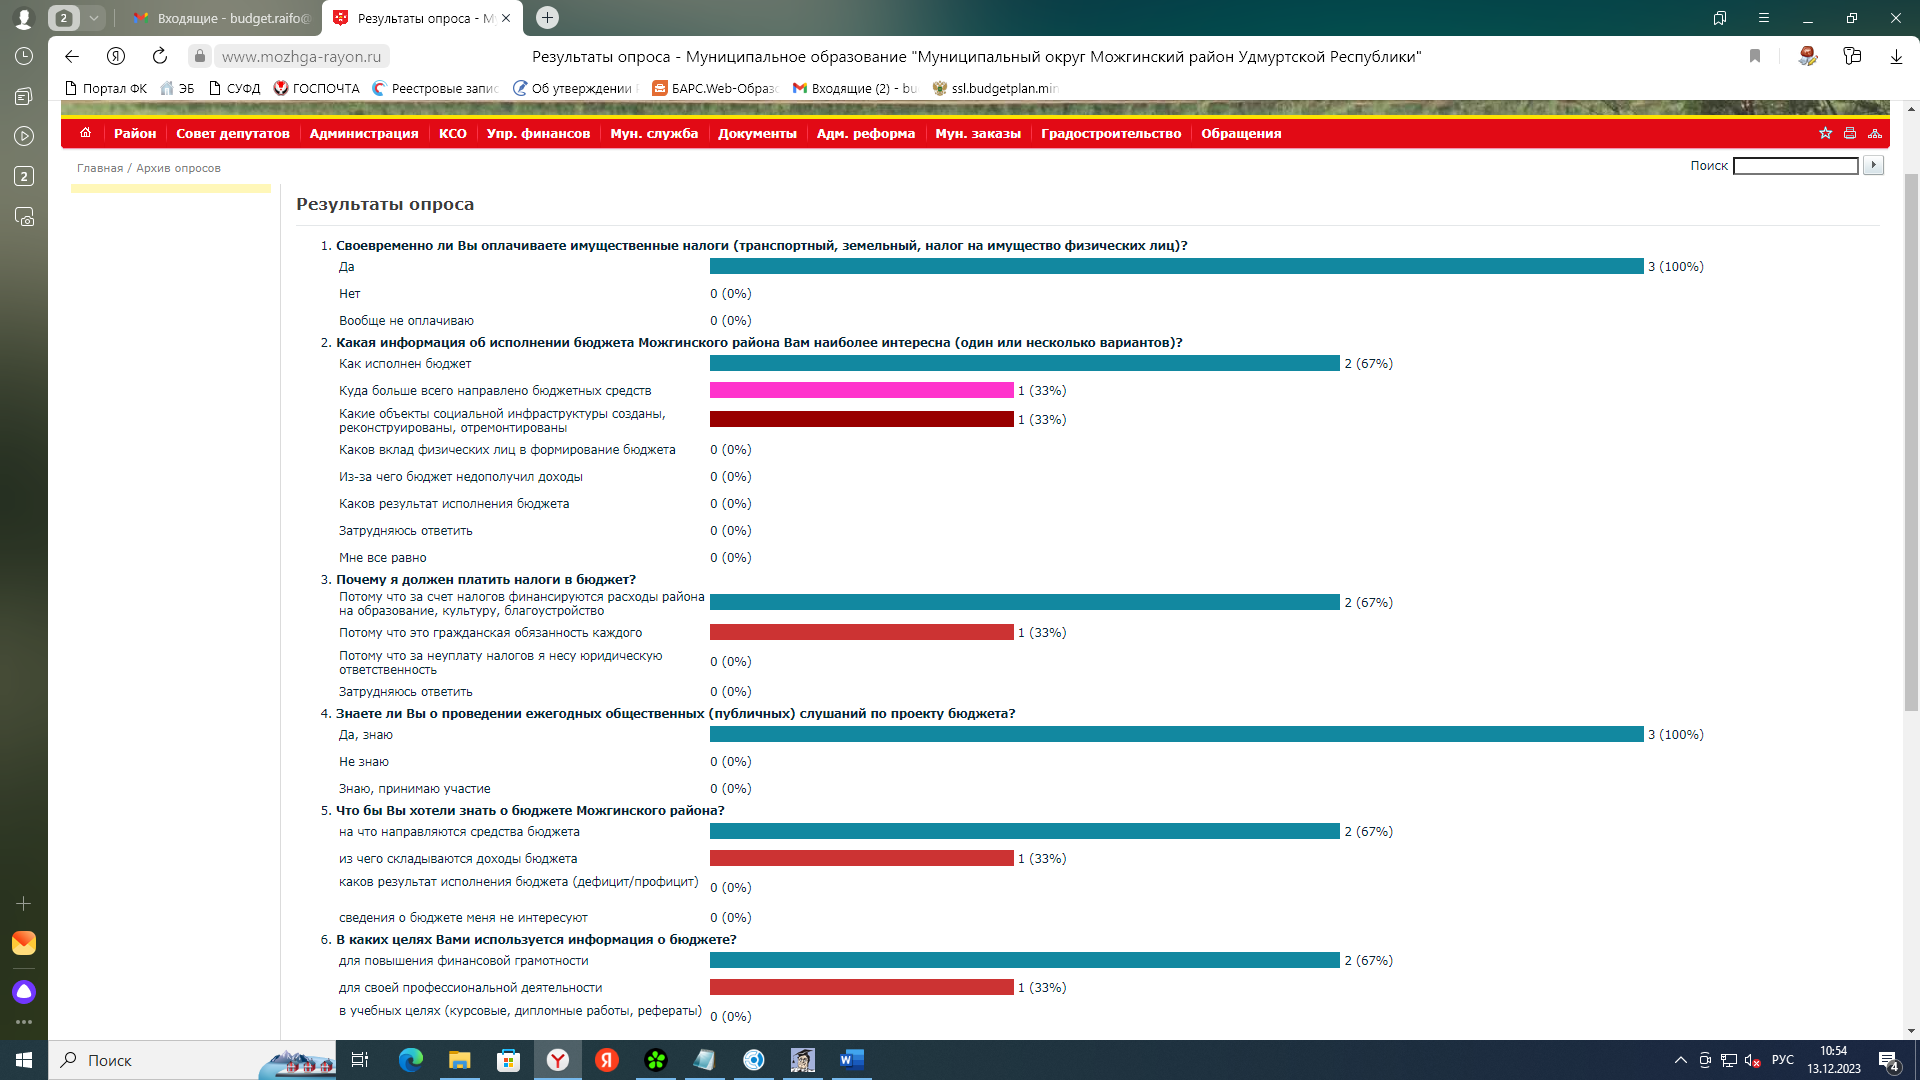 2
Входящие - budget.raifo@
Результаты опроса - М
www.mozhga-rayon.ru
Результаты опроса - Муниципальное образование "Муниципальный округ Можгинский район Удмуртской Республики"
Портал ФК
ЭБ
СУФД
ГОСПОЧТА
Реестровые запис
Об утверждении
БАРС.Web-Образо
Входящие (2) - bu
ssl.budgetplan.min
Район
Совет депутатов
Администрация
КСО
Упр. финансов
Мун. служба
Документы
Адм. реформа
Мун. заказы
Градостроительство
Обращения
2
Главная / Архив опросов
Поиск
Результаты опроса
1. Своевременно ли Вы оплачиваете имущественные налоги (транспортный, земельный, налог на имущество физических лиц)?
Да 3 (100%)
Нет 0 (0%)
Вообще не оплачиваю 0 (0%)
2. Какая информация об исполнении бюджета Можгинского района Вам наиболее интересна (один или несколько вариантов)?
Как исполнен бюджет 2 (67%)
Куда больше всего направлено бюджетных средств 1 (33%)
Какие объекты социальной инфраструктуры созданы,
реконструированы, отремонтированы 1 (33%)
Каков вклад физических лиц в формирование бюджета 0 (0%)
Из-за чего бюджет недополучил доходы 0 (0%)
Каков результат исполнения бюджета 0 (0%)
Затрудняюсь ответить 0 (0%)
Мне все равно 0 (0%)
3. Почему я должен платить налоги в бюджет?
Потому что за счет налогов финансируются расходы района
на образование, культуру, благоустройство 2 (67%)
Потому что это гражданская обязанность каждого 1 (33%)
Потому что за неуплату налогов я несу юридическую
ответственность 0 (0%)
Затрудняюсь ответить 0 (0%)
4. Знаете ли Вы о проведении ежегодных общественных (публичных) слушаний по проекту бюджета?
Да, знаю 3 (100%)
Не знаю 0 (0%)
Знаю, принимаю участие 0 (0%)
5. Что бы Вы хотели знать о бюджете Можгинского района?
на что направляются средства бюджета 2 (67%)
из чего складываются доходы бюджета 1 (33%)
каков результат исполнения бюджета (дефицит/профицит) 0 (0%)
сведения о бюджете меня не интересуют 0 (0%)
6. В каких целях Вами используется информация о бюджете?
для повышения финансовой грамотности 2 (67%)
для своей профессиональной деятельности 1 (33%)
в учебных целях (курсовые, дипломные работы, рефераты) 0 (0%)
Поиск
РУС
10:54
13.12.2023
4